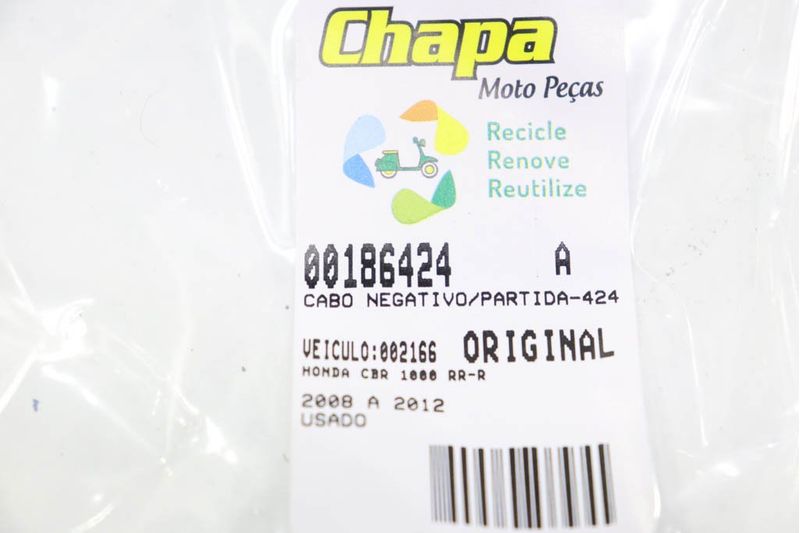 Chapa
Moto Peças
Recicle
Renove
Reutilize
00186424 A
CABO NEGATIVO/PARTIDA-424
VEICULO:002166 ORIGINAL
HONDA CBR 1000 RR-R
2008 A 2012
USADO